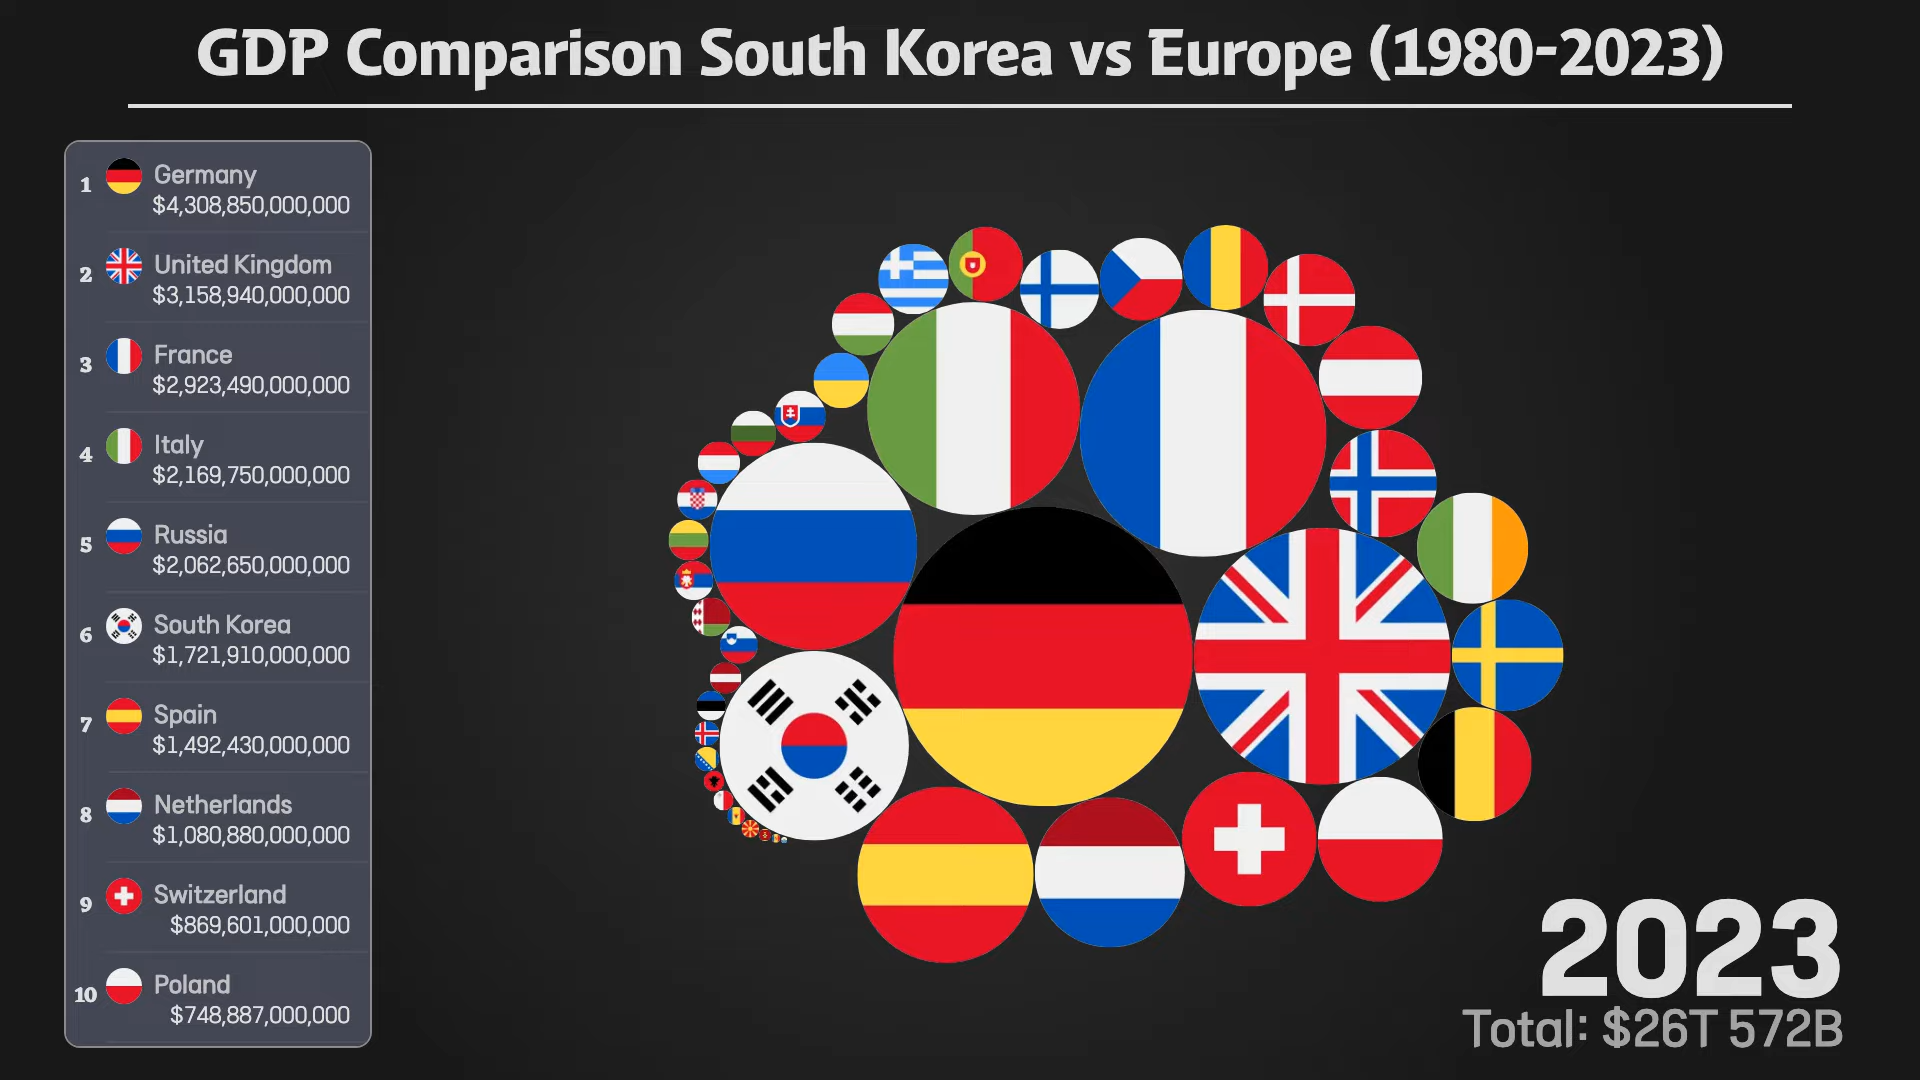 GDP Comparison South Korea vs Europe (1980-2023)
1 Germany
$4,308,850,000,000
2 United Kingdom
$3,158,940,000,000
3 France
$2,923,490,000,000
4 Italy
$2,169,750,000,000
5 Russia
$2,062,650,000,000
6 South Korea
$1,721,910,000,000
7 Spain
$1,492,430,000,000
8 Netherlands
$1,080,880,000,000
9 Switzerland
$869,601,000,000
10 Poland
$748,887,000,000
2023
Total: $26T 572B